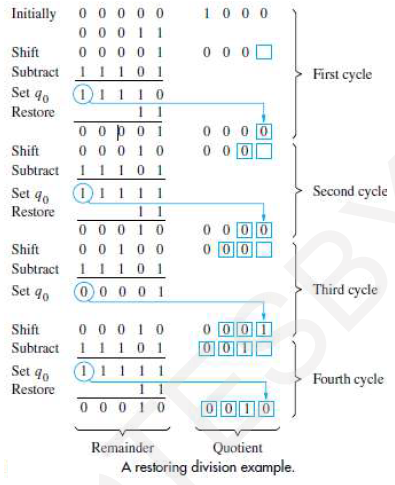 Initially 0 0 0 0 0 1 0 0 0
0 0 0 1 1
Shift 0 0 0 0 1 0 0 0
Subtract 1 1 1 0 1
First cycle
Set q0 1 1 1 1 0
Restore 1 1
0 0 0 0 1 0 0 0 0
Shift 0 0 0 1 0 0 0 0
Subtract 1 1 1 0 1
Set q0 1 1 1 1 1
Second cycle
Restore 1 1
0 0 0 1 0 0 0 0 0
Shift 0 0 1 0 0 0 0 0
Subtract 1 1 1 0 1
Set q0 0 0 0 0 1
Third cycle
Shift 0 0 0 1 0 0 0 0 1
Subtract 1 1 1 0 1 0 0 1
Set q0 1 1 1 1 1
Fourth cycle
Restore 1 1
0 0 0 1 0 0 0 1 0
Remainder Quotient
A restoring division example.